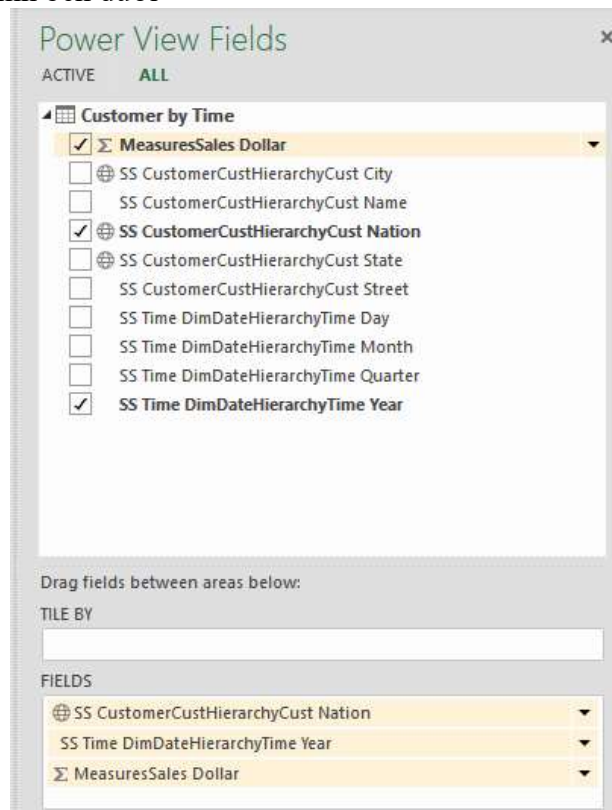 Power View Fields
ACTIVE ALL
Customer by Time
MeasuresSales Dollar
SS CustomerCustHierarchyCust City
SS CustomerCustHierarchyCust Name
SS CustomerCustHierarchyCust Nation
SS CustomerCustHierarchyCust State
SS CustomerCustHierarchyCust Street
SS Time DimDateHierarchyTime Day
SS Time DimDateHierarchyTime Month
SS Time DimDateHierarchyTime Quarter
SS Time DimDateHierarchyTime Year
Drag fields between areas below:
TILE BY
FIELDS
SS CustomerCustHierarchyCust Nation
SS Time DimDateHierarchyTime Year
MeasuresSales Dollar